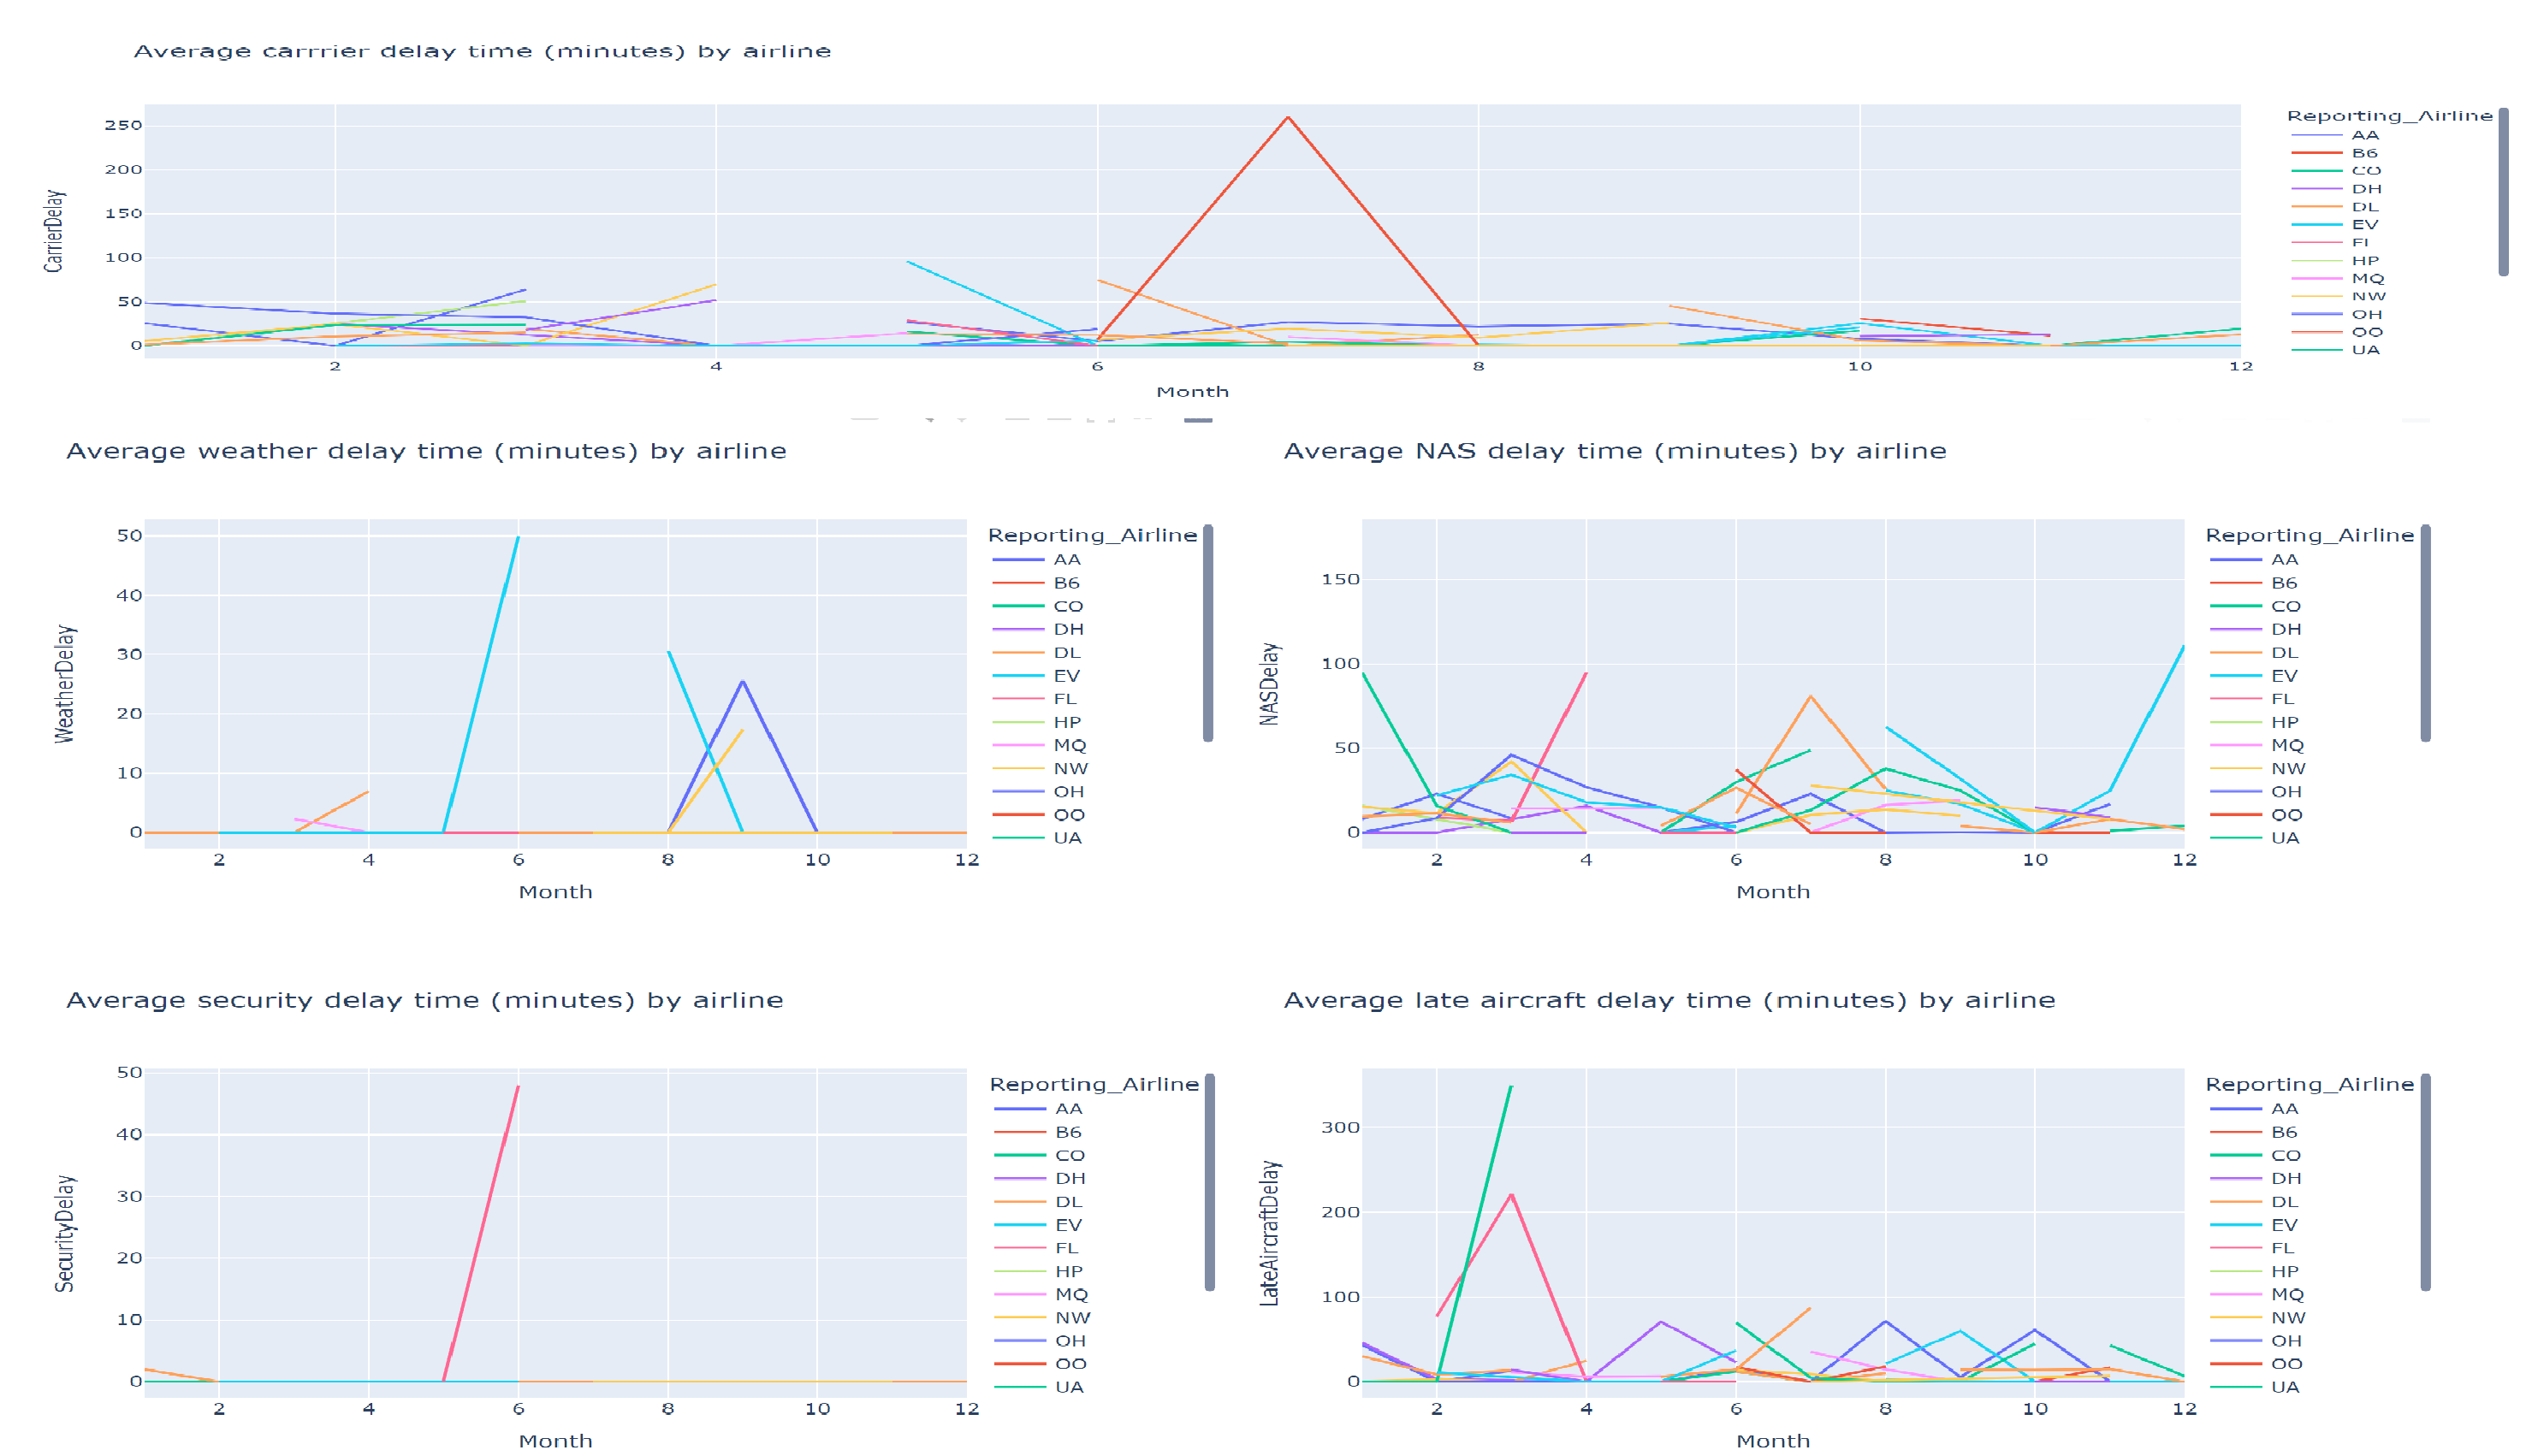 Average carrrier delay time (minutes) by airline
CarrierDelay
250
200
150
100
50
0
2 4 6 8 10 12
Month
Reporting_Airline
AA
B6
CO
DH
DL
EV
FL
HP
MQ
NW
OH
OO
UA
Average weather delay time (minutes) by airline
WeatherDelay
50
40
30
20
10
0
2 4 6 8 10 12
Month
Reporting_Airline
AA
B6
CO
DH
DL
EV
FL
HP
MQ
NW
OH
OO
UA
Average NAS delay time (minutes) by airline
NASDelay
150
100
50
0
2 4 6 8 10 12
Month
Reporting_Airline
AA
B6
CO
DH
DL
EV
FL
HP
MQ
NW
OH
OO
UA
Average security delay time (minutes) by airline
SecurityDelay
50
40
30
20
10
0
2 4 6 8 10 12
Month
Reporting_Airline
AA
B6
CO
DH
DL
EV
FL
HP
MQ
NW
OH
OO
UA
Average late aircraft delay time (minutes) by airline
LateAircraftDelay
300
200
100
0
2 4 6 8 10 12
Month
Reporting_Airline
AA
B6
CO
DH
DL
EV
FL
HP
MQ
NW
OH
OO
UA